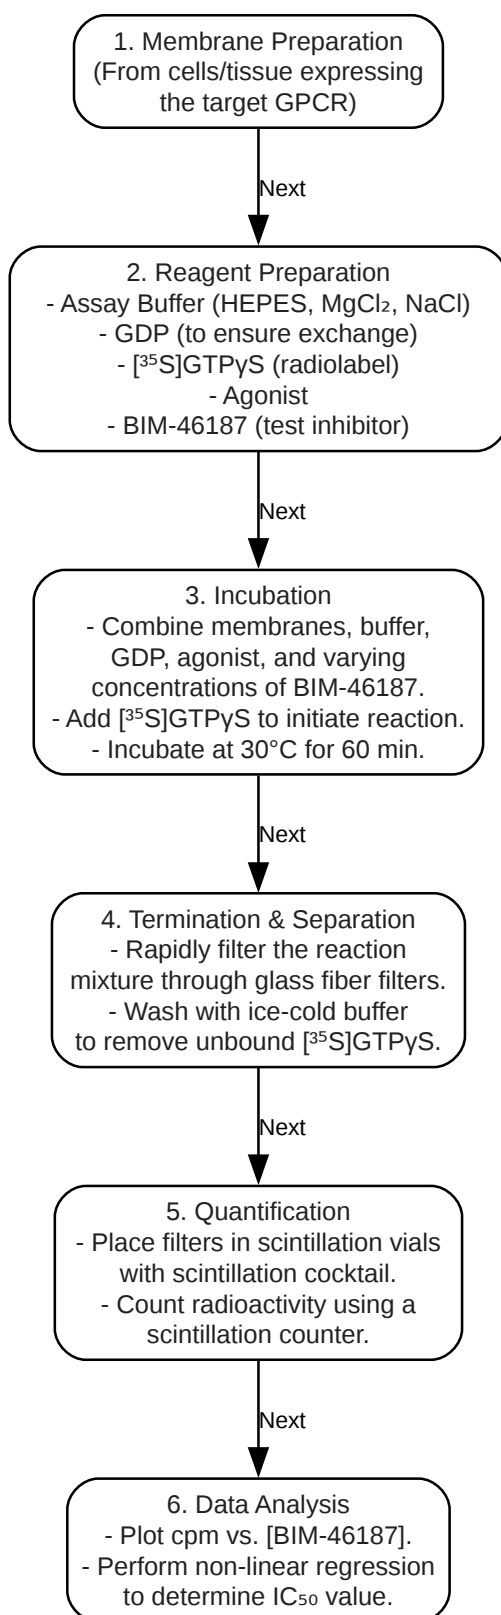 1. Membrane Preparation
(From cells/tissue expressing
the target GPCR)
Next
2. Reagent Preparation
- Assay Buffer (HEPES, MgCl₂, NaCl)
- GDP (to ensure exchange)
- [³⁵S]GTPγS (radiolabel)
- Agonist
- BIM-46187 (test inhibitor)
Next
3. Incubation
- Combine membranes, buffer,
GDP, agonist, and varying
concentrations of BIM-46187.
- Add [³⁵S]GTPγS to initiate reaction.
- Incubate at 30°C for 60 min.
Next
4. Termination & Separation
- Rapidly filter the reaction
mixture through glass fiber filters.
- Wash with ice-cold buffer
to remove unbound [³⁵S]GTPγS.
Next
5. Quantification
- Place filters in scintillation vials
with scintillation cocktail.
- Count radioactivity using a
scintillation counter.
Next
6. Data Analysis
- Plot cpm vs. [BIM-46187].
- Perform non-linear regression
to determine IC₅₀ value.